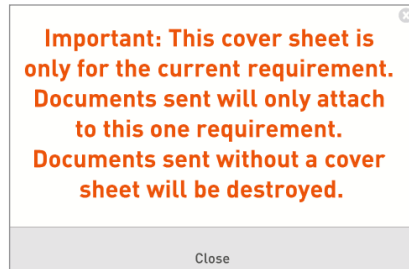 Important: This cover sheet is
only for the current requirement.
Documents sent will only attach
to this one requirement.
Documents sent without a cover
sheet will be destroyed.
Close